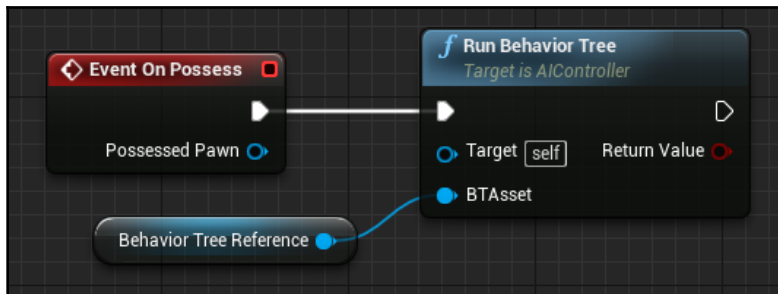 Event On Possess
Possessed Pawn
Behavior Tree Reference
f Run Behavior Tree
Target is AIController
Target self Return Value
BTAsset